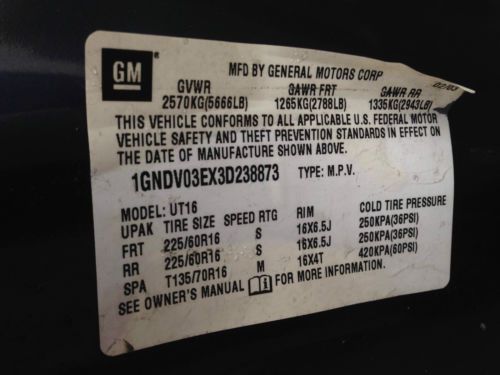 GM
MFD BY GENERAL MOTORS CORP
02/03
GVWR GAWR FRT GAWR RR
2570KG(5666LB) 1265KG(2788LB) 1335KG(2943LB)
THIS VEHICLE CONFORMS TO ALL APPLICABLE U.S. FEDERAL MOTOR
VEHICLE SAFETY AND THEFT PREVENTION STANDARDS IN EFFECT ON
THE DATE OF MANUFACTURE SHOWN ABOVE.
1GNDV03EX3D238873 TYPE: M.P.V.
MODEL: UT16
UPAK TIRE SIZE SPEED RTG RIM COLD TIRE PRESSURE
FRT 225/60R16 S 16X6.5J 250KPA(36PSI)
RR 225/60R16 S 16X6.5J 250KPA(36PSI)
SPA T135/70R16 M 16X4T 420KPA(60PSI)
SEE OWNER'S MANUAL FOR MORE INFORMATION.